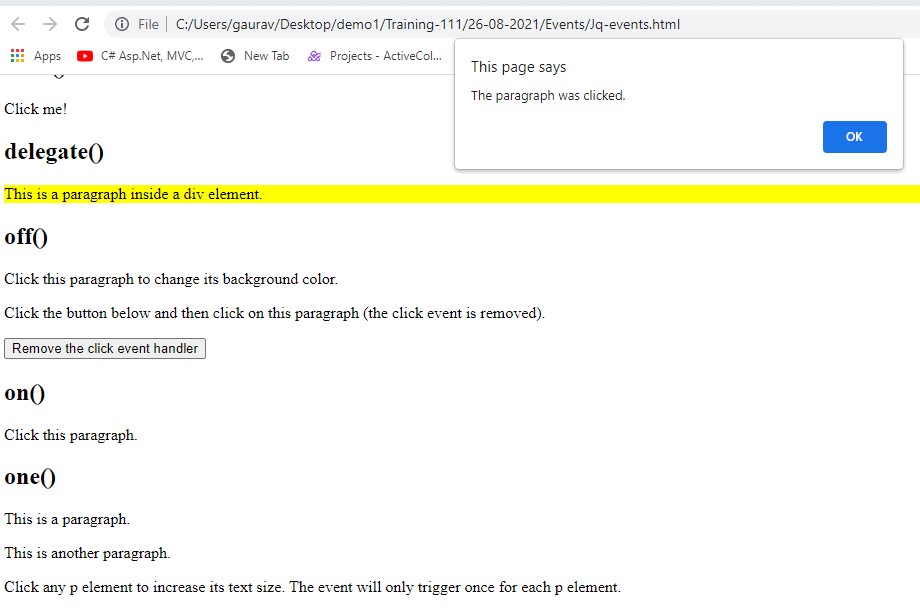 File C:/Users/gaurav/Desktop/demo1/Training-111/26-08-2021/Events/Jq-events.html
Apps C# Asp.Net, MVC,... New Tab Projects - ActiveCol...
This page says
The paragraph was clicked.
OK
Click me!
delegate()
This is a paragraph inside a div element.
off()
Click this paragraph to change its background color.
Click the button below and then click on this paragraph (the click event is removed).
Remove the click event handler
on()
Click this paragraph.
one()
This is a paragraph.
This is another paragraph.
Click any p element to increase its text size. The event will only trigger once for each p element.